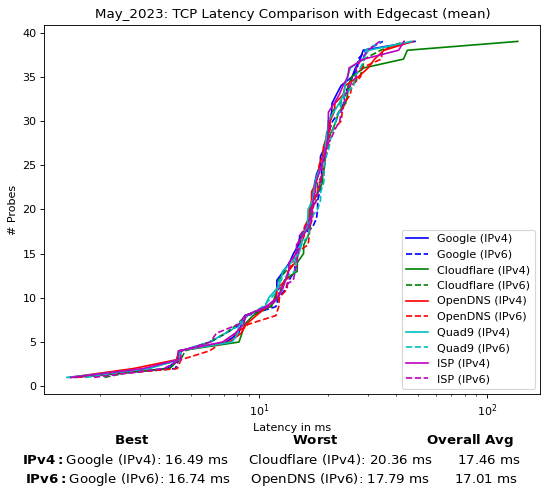 May_2023: TCP Latency Comparison with Edgecast (mean)
40
35
30
25
20
15
10
5
0
# Probes
Google (IPv4)
Google (IPv6)
Cloudflare (IPv4)
Cloudflare (IPv6)
OpenDNS (IPv4)
OpenDNS (IPv6)
Quad9 (IPv4)
Quad9 (IPv6)
ISP (IPv4)
ISP (IPv6)
10¹ 10²
Latency in ms
Best Worst Overall Avg
IPv4: Google (IPv4): 16.49 ms Cloudflare (IPv4): 20.36 ms 17.46 ms
IPv6: Google (IPv6): 16.74 ms OpenDNS (IPv6): 17.79 ms 17.01 ms